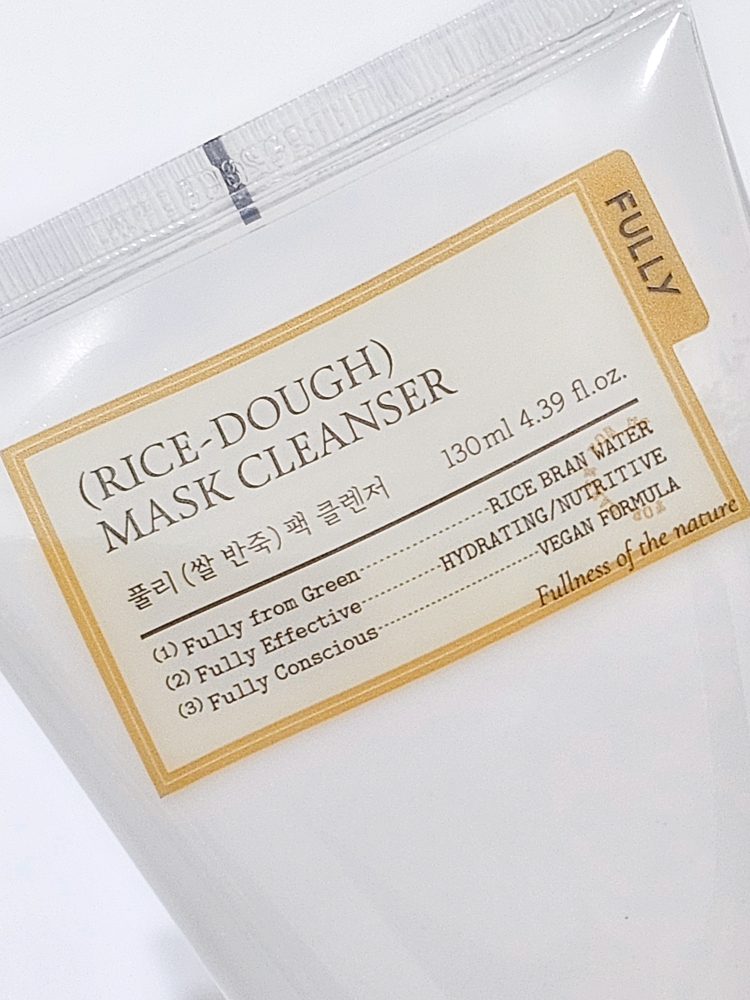 FULLY
(RICE-DOUGH)
MASK CLEANSER
풀리 (쌀 반죽) 팩 클렌저 130ml 4.39 fl.oz.
(1) Fully from Green---------------RICE BRAN WATER
(2) Fully Effective---------HYDRATING/NUTRITIVE
(3) Fully Conscious------------------VEGAN FORMULA
Fullness of the nature